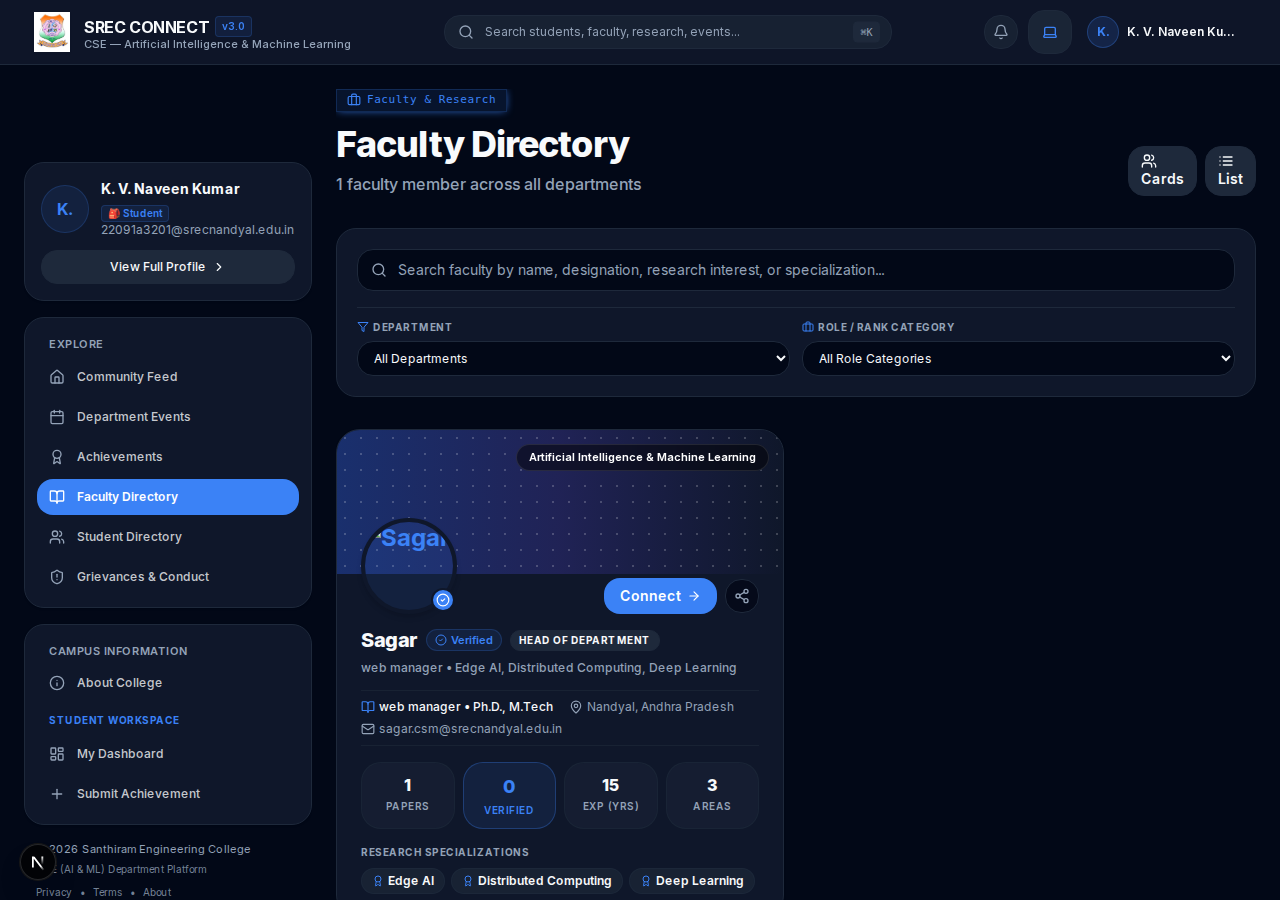 SREC CONNECT v3.0
CSE — Artificial Intelligence & Machine Learning
Search students, faculty, research, events...
⌘K
K.
K. V. Naveen Ku...
K.
K. V. Naveen Kumar
🎒 Student
22091a3201@srecnandyal.edu.in
View Full Profile
EXPLORE
Community Feed
Department Events
Achievements
Faculty Directory
Student Directory
Grievances & Conduct
CAMPUS INFORMATION
About College
STUDENT WORKSPACE
My Dashboard
Submit Achievement
2026 Santhiram Engineering College
(AI & ML) Department Platform
Privacy • Terms • About
N
Faculty & Research
Faculty Directory
1 faculty member across all departments
Cards
List
Search faculty by name, designation, research interest, or specialization...
DEPARTMENT
All Departments
ROLE / RANK CATEGORY
All Role Categories
Artificial Intelligence & Machine Learning
Sagar
Connect
Sagar
Verified
HEAD OF DEPARTMENT
web manager • Edge AI, Distributed Computing, Deep Learning
web manager • Ph.D., M.Tech
Nandyal, Andhra Pradesh
sagar.csm@srecnandyal.edu.in
1
PAPERS
0
VERIFIED
15
EXP (YRS)
3
AREAS
RESEARCH SPECIALIZATIONS
Edge AI
Distributed Computing
Deep Learning